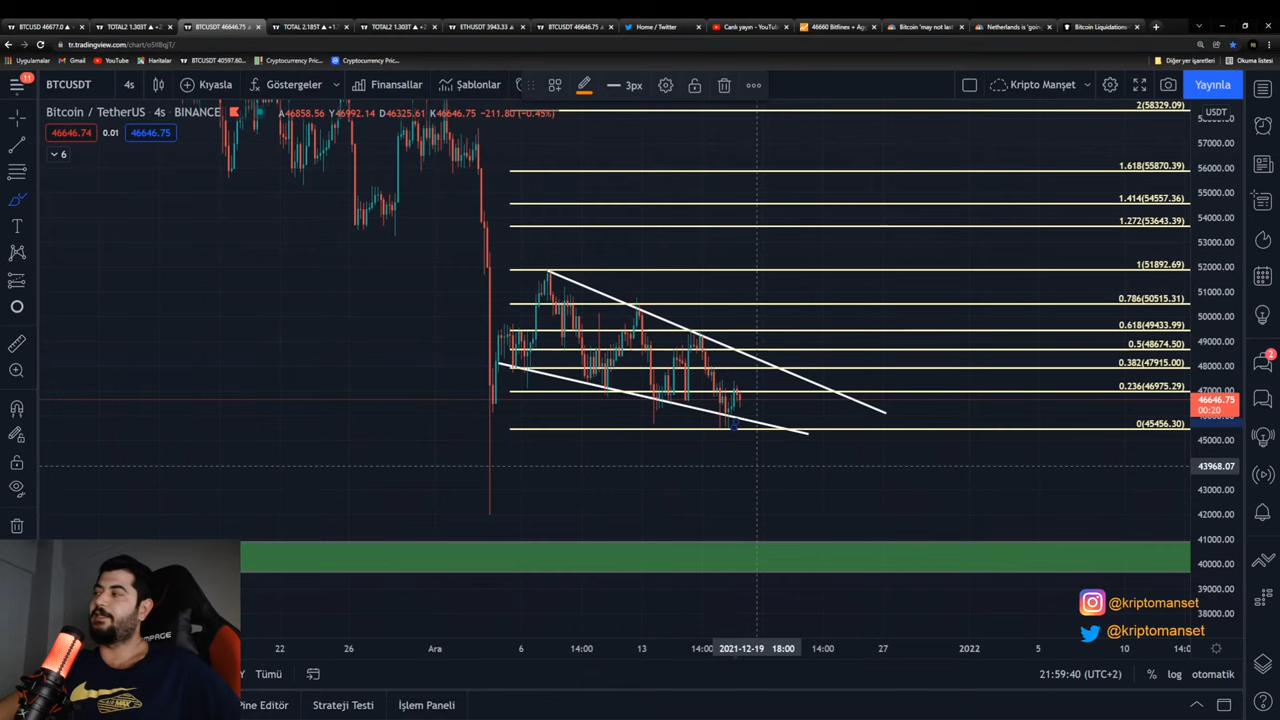 BTCUSDT 46677.0
TOTAL2 1.303T
BTCUSDT 46646.75
TOTAL 2.185T
TOTAL2 1.303T
ETHUSDT 3943.33
BTCUSDT 46646.75
Home / Twitter
Canlı yayın - YouTube
46660 Bitfinex + Agg
Bitcoin 'may not last
Netherlands is 'going
Bitcoin Liquidations
tr.tradingview.com/chart/
Uygulamalar
Gmail
YouTube
Haritalar
BTCUSDT 40597.60
Cryptocurrency Pric...
Cryptocurrency Pric...
Diğer yer işaretleri
Okuma listesi
11
BTCUSDT
4s
Kıyasla
Göstergeler
Finansallar
Şablonlar
3px
Kripto Manşet
Yayınla
Bitcoin / TetherUS · 4s · BINANCE
A46858.56 Y46992.14 D46325.61 K46646.75 −211.80 (−0.45%)
46646.74
0.01
46646.75
6
USDT
2(58329.09)
1.618(55870.39)
1.414(54557.36)
1.272(53643.39)
1(51892.69)
0.786(50515.31)
0.618(49433.99)
0.5(48674.50)
0.382(47915.00)
0.236(46975.29)
0(45456.30)
57000.00
56000.00
55000.00
54000.00
53000.00
52000.00
51000.00
50000.00
49000.00
48000.00
47000.00
46646.75
00:20
45000.00
43968.07
43000.00
42000.00
41000.00
40000.00
39000.00
38000.00
2
@kriptomanset
@kriptomanset
RAMPAGE
AIR MAX
22
26
Ara
6
13
14:00
2021-12-19 18:00
14:00
27
2022
5
10
Y
Tümü
21:59:40 (UTC+2)
%
log
otomatik
Pine Editör
Strateji Testi
İşlem Paneli